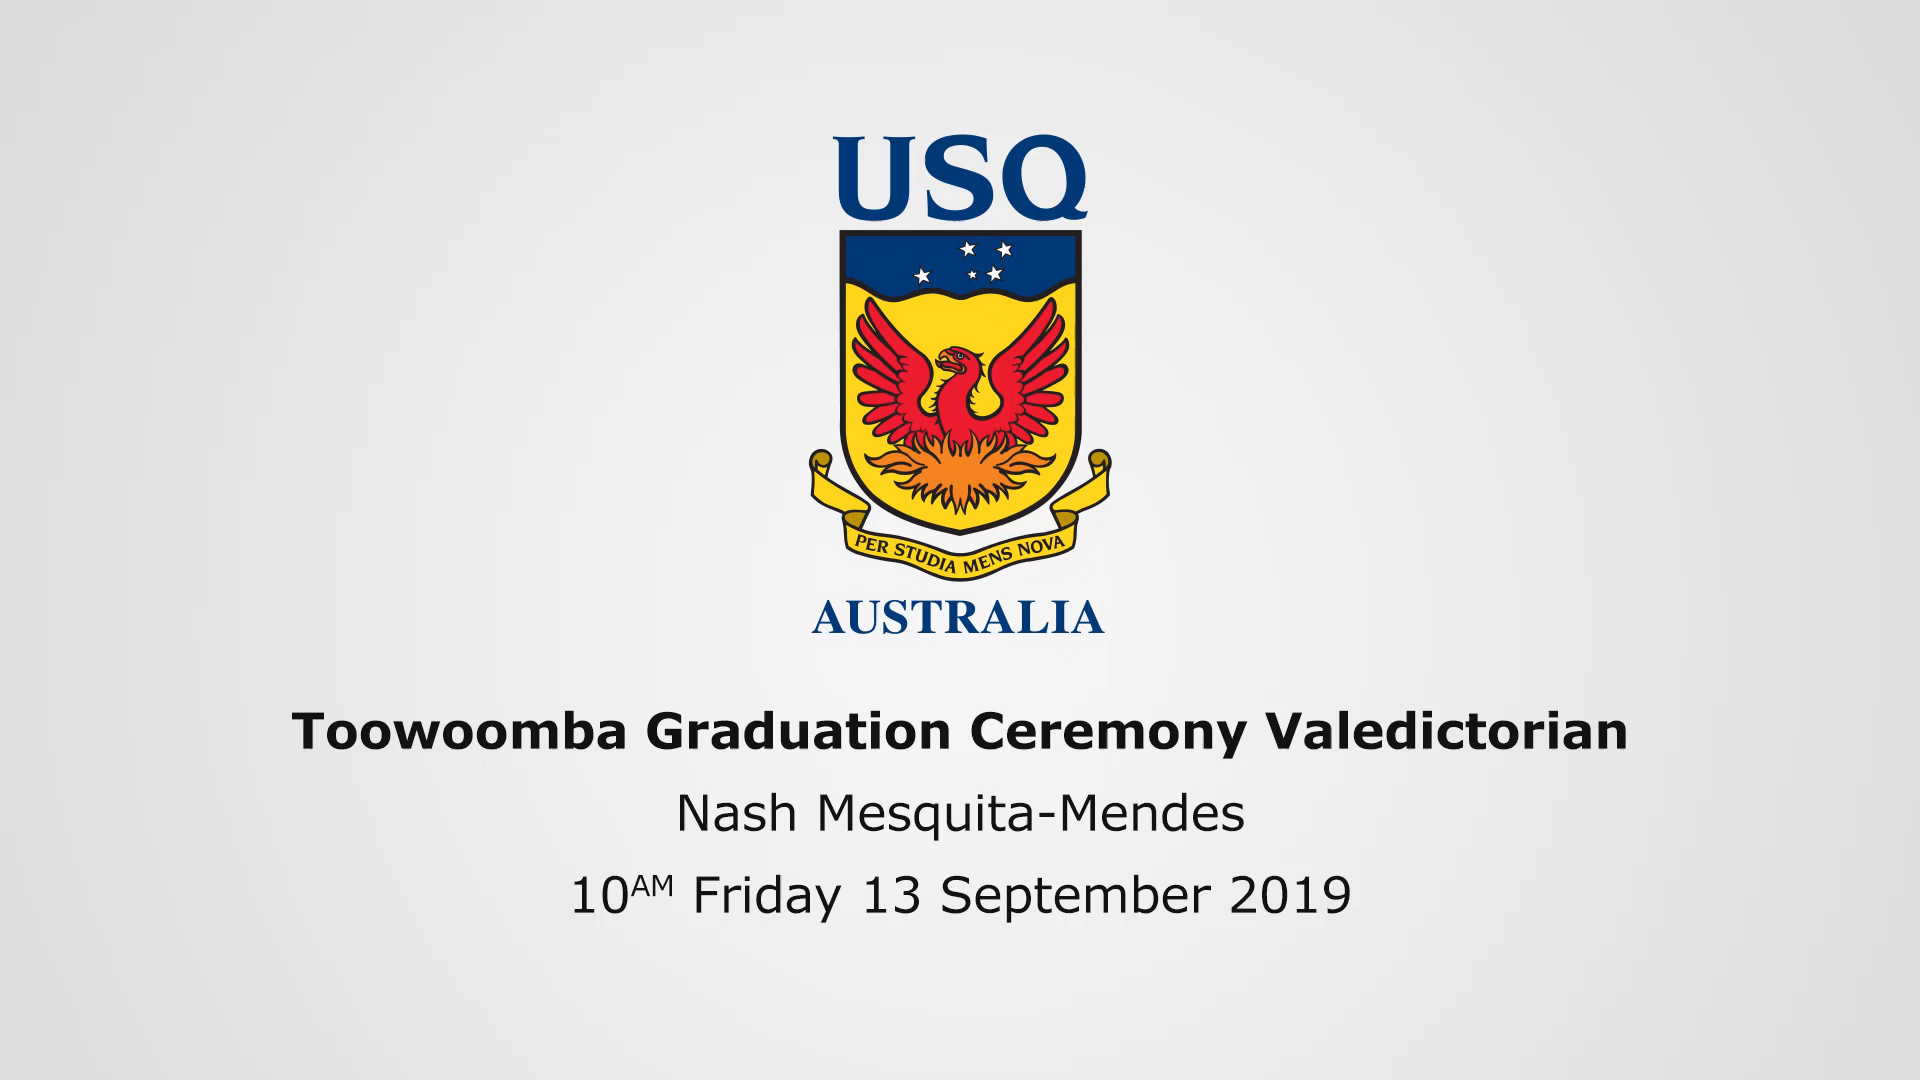 USQ
PER STUDIA MENS NOVA
AUSTRALIA
Toowoomba Graduation Ceremony Valedictorian
Nash Mesquita-Mendes
10AM Friday 13 September 2019